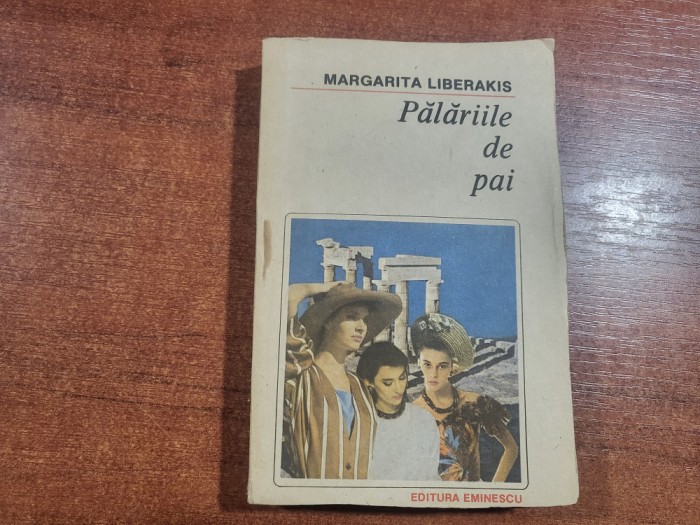 MARGARITA LIBERAKIS
Pălăriile
de
pai
EDITURA EMINESCU